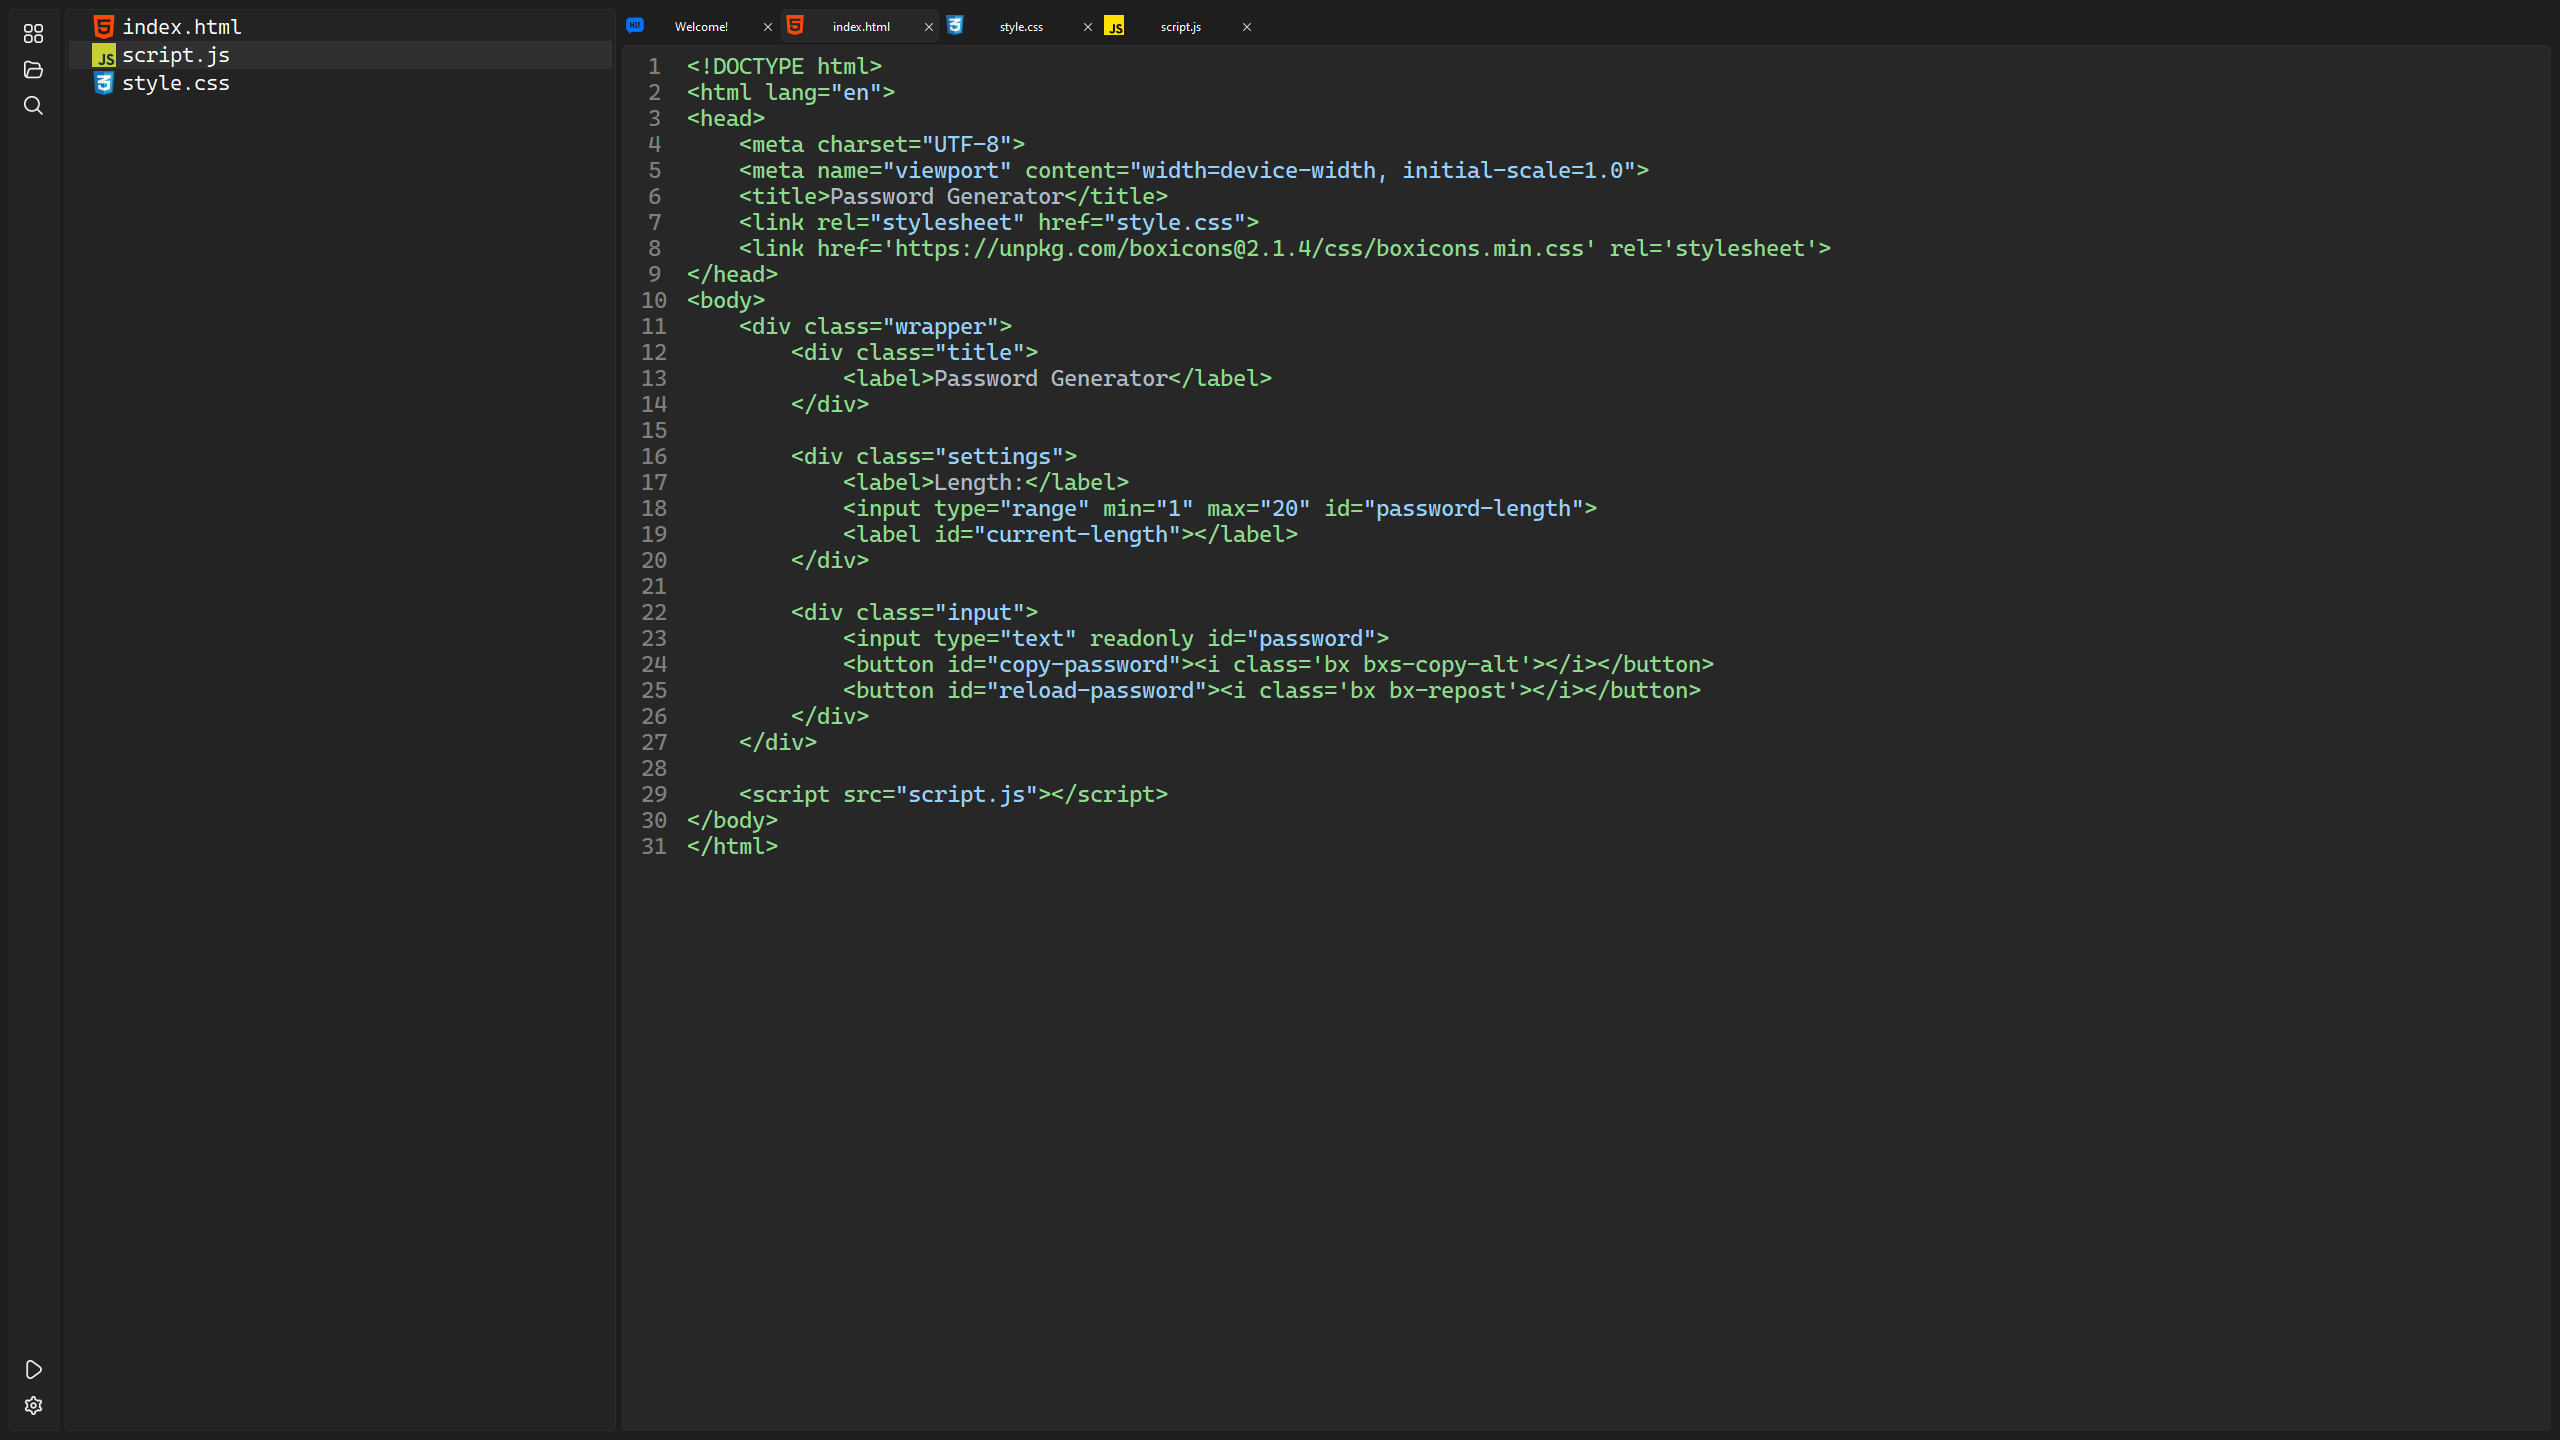 index.html
script.js
style.css
Welcome!
index.html
style.css
script.js
1 <!DOCTYPE html>
2 <html lang="en">
3 <head>
4     <meta charset="UTF-8">
5     <meta name="viewport" content="width=device-width, initial-scale=1.0">
6     <title>Password Generator</title>
7     <link rel="stylesheet" href="style.css">
8     <link href='https://unpkg.com/boxicons@2.1.4/css/boxicons.min.css' rel='stylesheet'>
9 </head>
10 <body>
11     <div class="wrapper">
12         <div class="title">
13             <label>Password Generator</label>
14         </div>
15
16         <div class="settings">
17             <label>Length:</label>
18             <input type="range" min="1" max="20" id="password-length">
19             <label id="current-length"></label>
20         </div>
21
22         <div class="input">
23             <input type="text" readonly id="password">
24             <button id="copy-password"><i class='bx bxs-copy-alt'></i></button>
25             <button id="reload-password"><i class='bx bx-repost'></i></button>
26         </div>
27     </div>
28
29     <script src="script.js"></script>
30 </body>
31 </html>